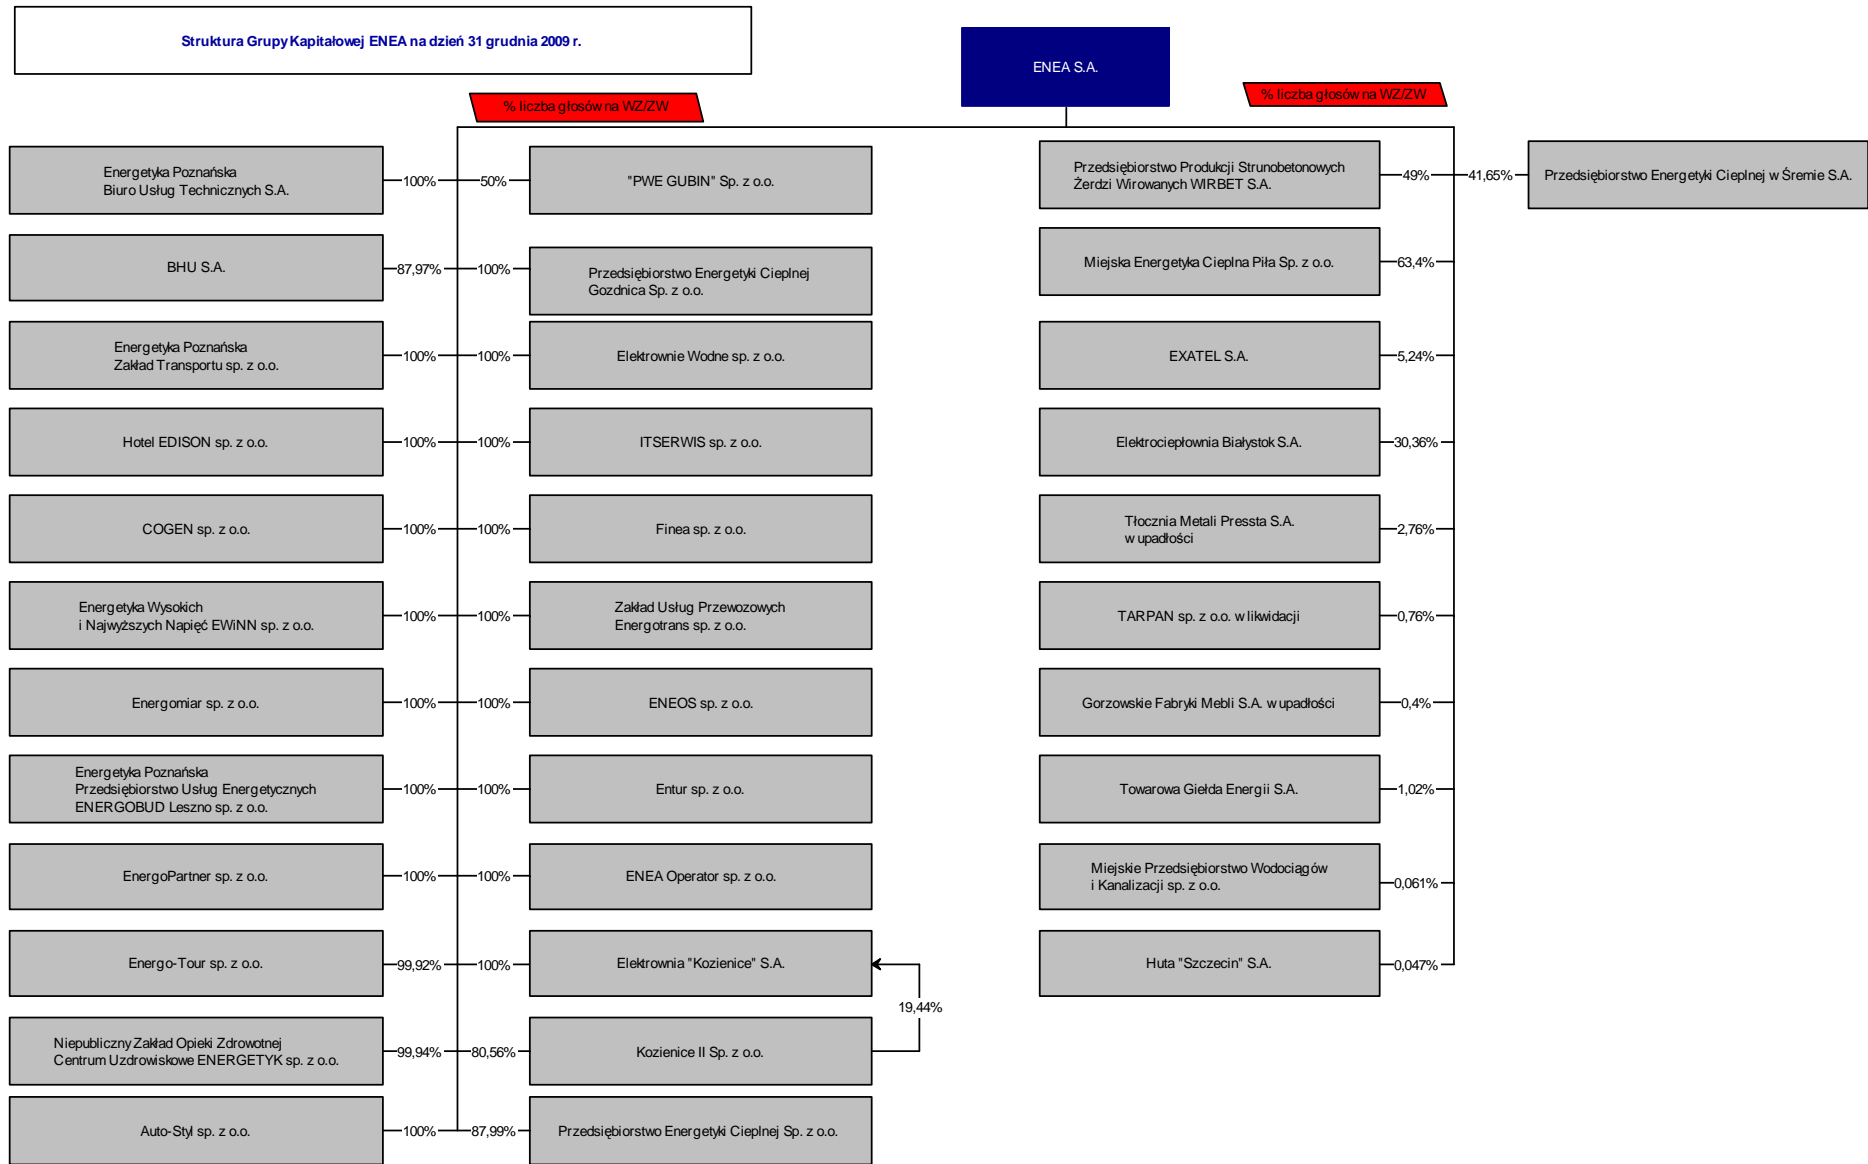 Struktura Grupy Kapitałowej ENEA na dzień 31 grudnia 2009 r.
ENEA S.A.
% liczba głosów na WZ/ZW
% liczba głosów na WZ/ZW
Energetyka Poznańska
Biuro Usług Technicznych S.A.
100%
50%
"PWE GUBIN" Sp. z o.o.
BHU S.A.
87,97%
100%
Przedsiębiorstwo Energetyki Cieplnej
Gozdnica Sp. z o.o.
Energetyka Poznańska
Zakład Transportu sp. z o.o.
100%
100%
Elektrownie Wodne sp. z o.o.
Hotel EDISON sp. z o.o.
100%
100%
ITSERWIS sp. z o.o.
COGEN sp. z o.o.
100%
100%
Finea sp. z o.o.
Energetyka Wysokich
i Najwyższych Napięć EWiNN sp. z o.o.
100%
100%
Zakład Usług Przewozowych
Energotrans sp. z o.o.
Energomiar sp. z o.o.
100%
100%
ENEOS sp. z o.o.
Energetyka Poznańska
Przedsiębiorstwo Usług Energetycznych
ENERGOBUD Leszno sp. z o.o.
100%
100%
Entur sp. z o.o.
EnergoPartner sp. z o.o.
100%
100%
ENEA Operator sp. z o.o.
Energo-Tour sp. z o.o.
99,92%
100%
Elektrownia "Kozienice" S.A.
19,44%
Niepubliczny Zakład Opieki Zdrowotnej
Centrum Uzdrowiskowe ENERGETYK sp. z o.o.
99,94%
80,56%
Kozienice II Sp. z o.o.
Auto-Styl sp. z o.o.
100%
87,99%
Przedsiębiorstwo Energetyki Cieplnej Sp. z o.o.
Przedsiębiorstwo Produkcji Strunobetonowych
Żerdzi Wirowanych WIRBET S.A.
49%
41,65%
Przedsiębiorstwo Energetyki Cieplnej w Śremie S.A.
Miejska Energetyka Cieplna Piła Sp. z o.o.
63,4%
EXATEL S.A.
5,24%
Elektrociepłownia Białystok S.A.
30,36%
Tłocznia Metali Pressta S.A.
w upadłości
2,76%
TARPAN sp. z o.o. w likwidacji
0,76%
Gorzowskie Fabryki Mebli S.A. w upadłości
0,4%
Towarowa Giełda Energii S.A.
1,02%
Miejskie Przedsiębiorstwo Wodociągów
i Kanalizacji sp. z o.o.
0,061%
Huta "Szczecin" S.A.
0,047%